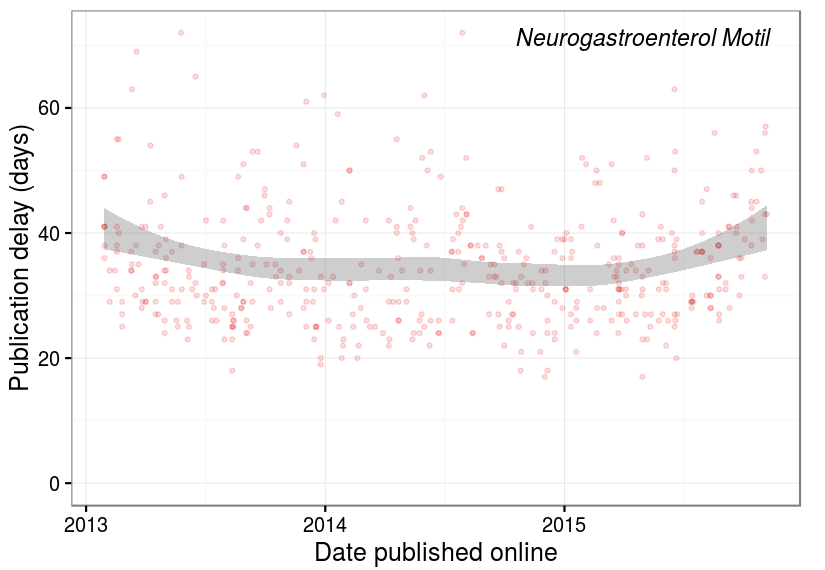 Neurogastroenterol Motil
Publication delay (days)
60
40
20
0
2013 2014 2015
Date published online